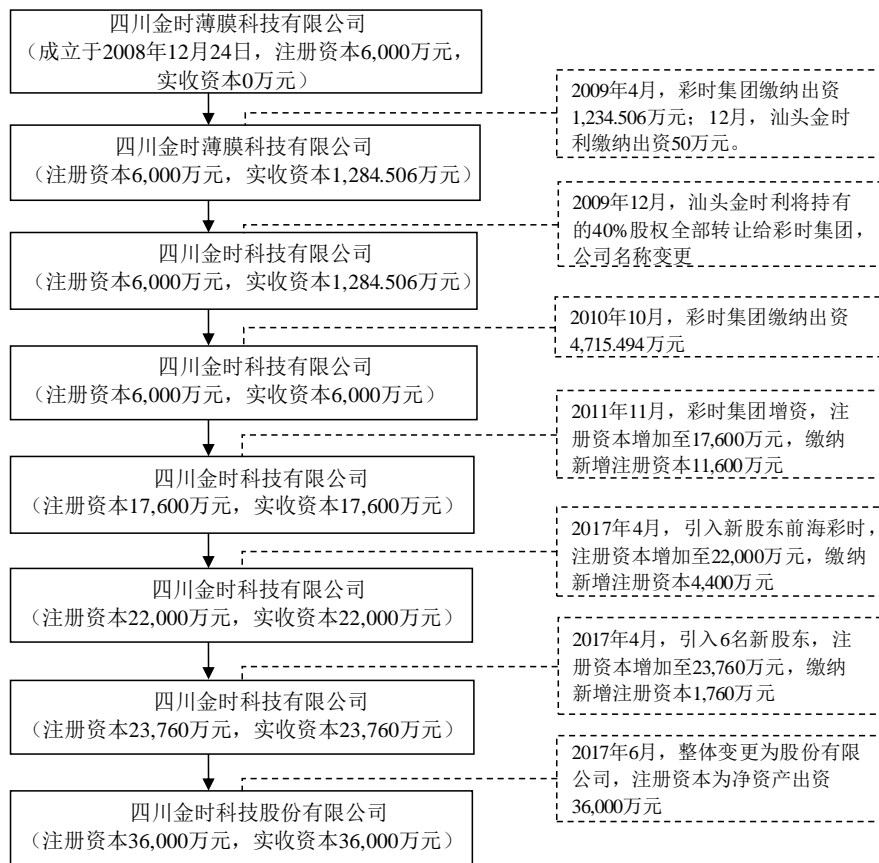 四川金时薄膜科技有限公司
（成立于2008年12月24日，注册资本6,000万元，
实收资本0万元）
2009年4月，彩时集团缴纳出资
1,234.506万元；12月，汕头金时
利缴纳出资50万元。
四川金时薄膜科技有限公司
（注册资本6,000万元，实收资本1,284.506万元）
2009年12月，汕头金时利将持有
的40%股权全部转让给彩时集团，
公司名称变更
四川金时科技有限公司
（注册资本6,000万元，实收资本1,284.506万元）
2010年10月，彩时集团缴纳出资
4,715.494万元
四川金时科技有限公司
（注册资本6,000万元，实收资本6,000万元）
2011年11月，彩时集团增资，注
册资本增加至17,600万元，缴纳
新增注册资本11,600万元
四川金时科技有限公司
（注册资本17,600万元，实收资本17,600万元）
2017年4月，引入新股东前海彩时，
注册资本增加至22,000万元，缴纳
新增注册资本4,400万元
四川金时科技有限公司
（注册资本22,000万元，实收资本22,000万元）
2017年4月，引入6名新股东，注
册资本增加至23,760万元，缴纳
新增注册资本1,760万元
四川金时科技有限公司
（注册资本23,760万元，实收资本23,760万元）
2017年6月，整体变更为股份有限
公司，注册资本为净资产出资
36,000万元
四川金时科技股份有限公司
（注册资本36,000万元，实收资本36,000万元）